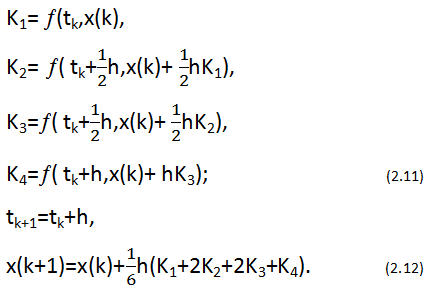 K₁= f(tₖ,x(k),
K₂= f( tₖ+1/2h,x(k)+ 1/2hK₁),
K₃=f( tₖ+1/2h,x(k)+ 1/2hK₂),
K₄=f( tₖ+h,x(k)+ hK₃); (2.11)
tₖ₊₁=tₖ+h,
x(k+1)=x(k)+1/6h(K₁+2K₂+2K₃+K₄). (2.12)